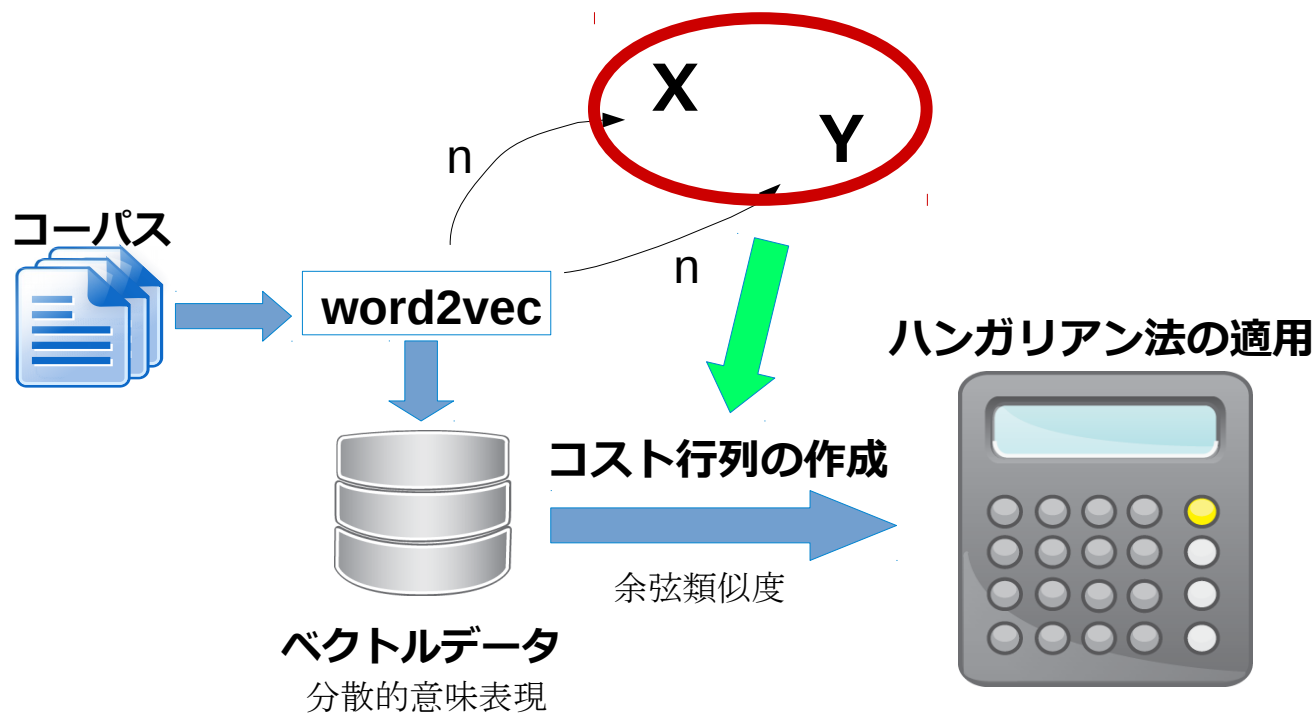 X
Y
n
コーパス
n
word2vec
ハンガリアン法の適用
コスト行列の作成
余弦類似度
ベクトルデータ
分散的意味表現